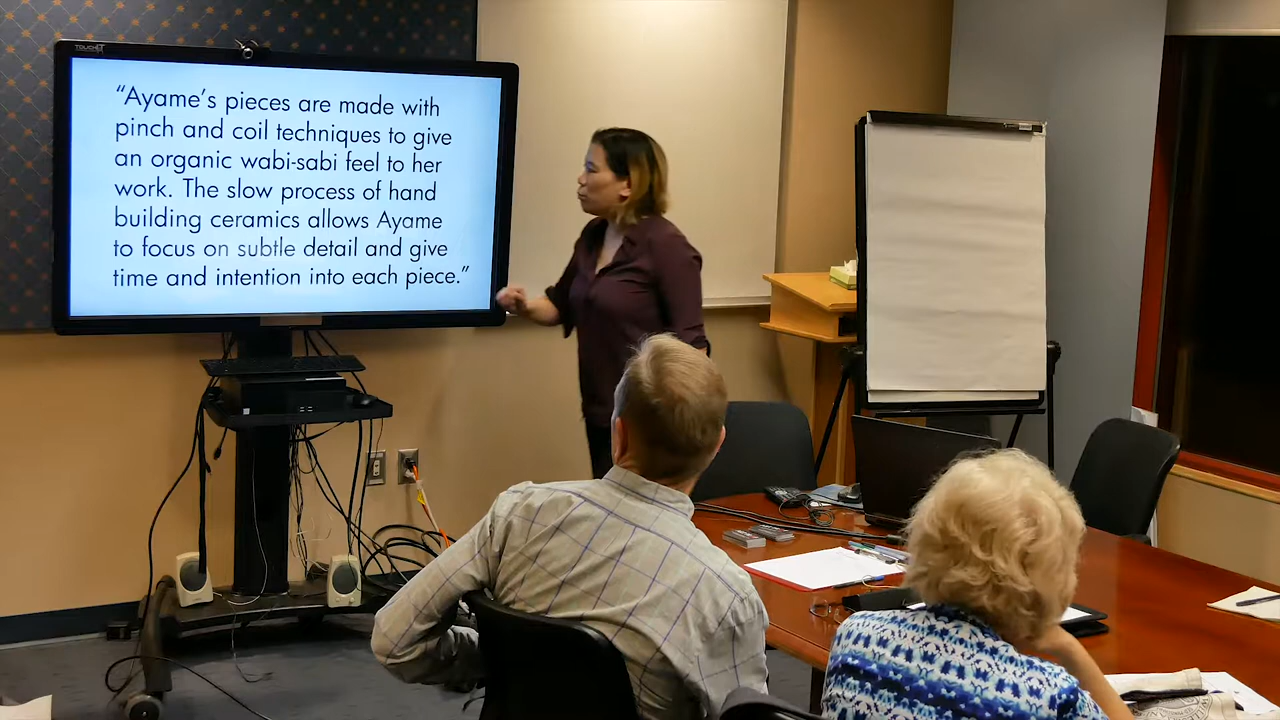 TOUCHIT
“Ayame’s pieces are made with
pinch and coil techniques to give
an organic wabi-sabi feel to her
work. The slow process of hand
building ceramics allows Ayame
to focus on subtle detail and give
time and intention into each piece.”